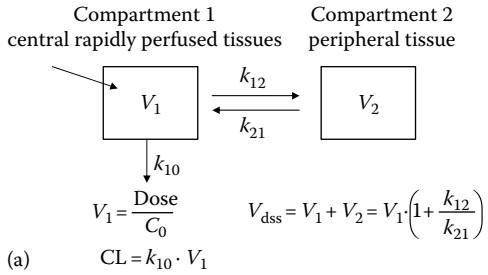 Compartment 1
central rapidly perfused tissues
Compartment 2
peripheral tissue
V₁
k₁₂
k₂₁
V₂
k₁₀
V₁ = Dose / C₀
V_dss = V₁ + V₂ = V₁·(1 + k₁₂ / k₂₁)
(a) CL = k₁₀ · V₁